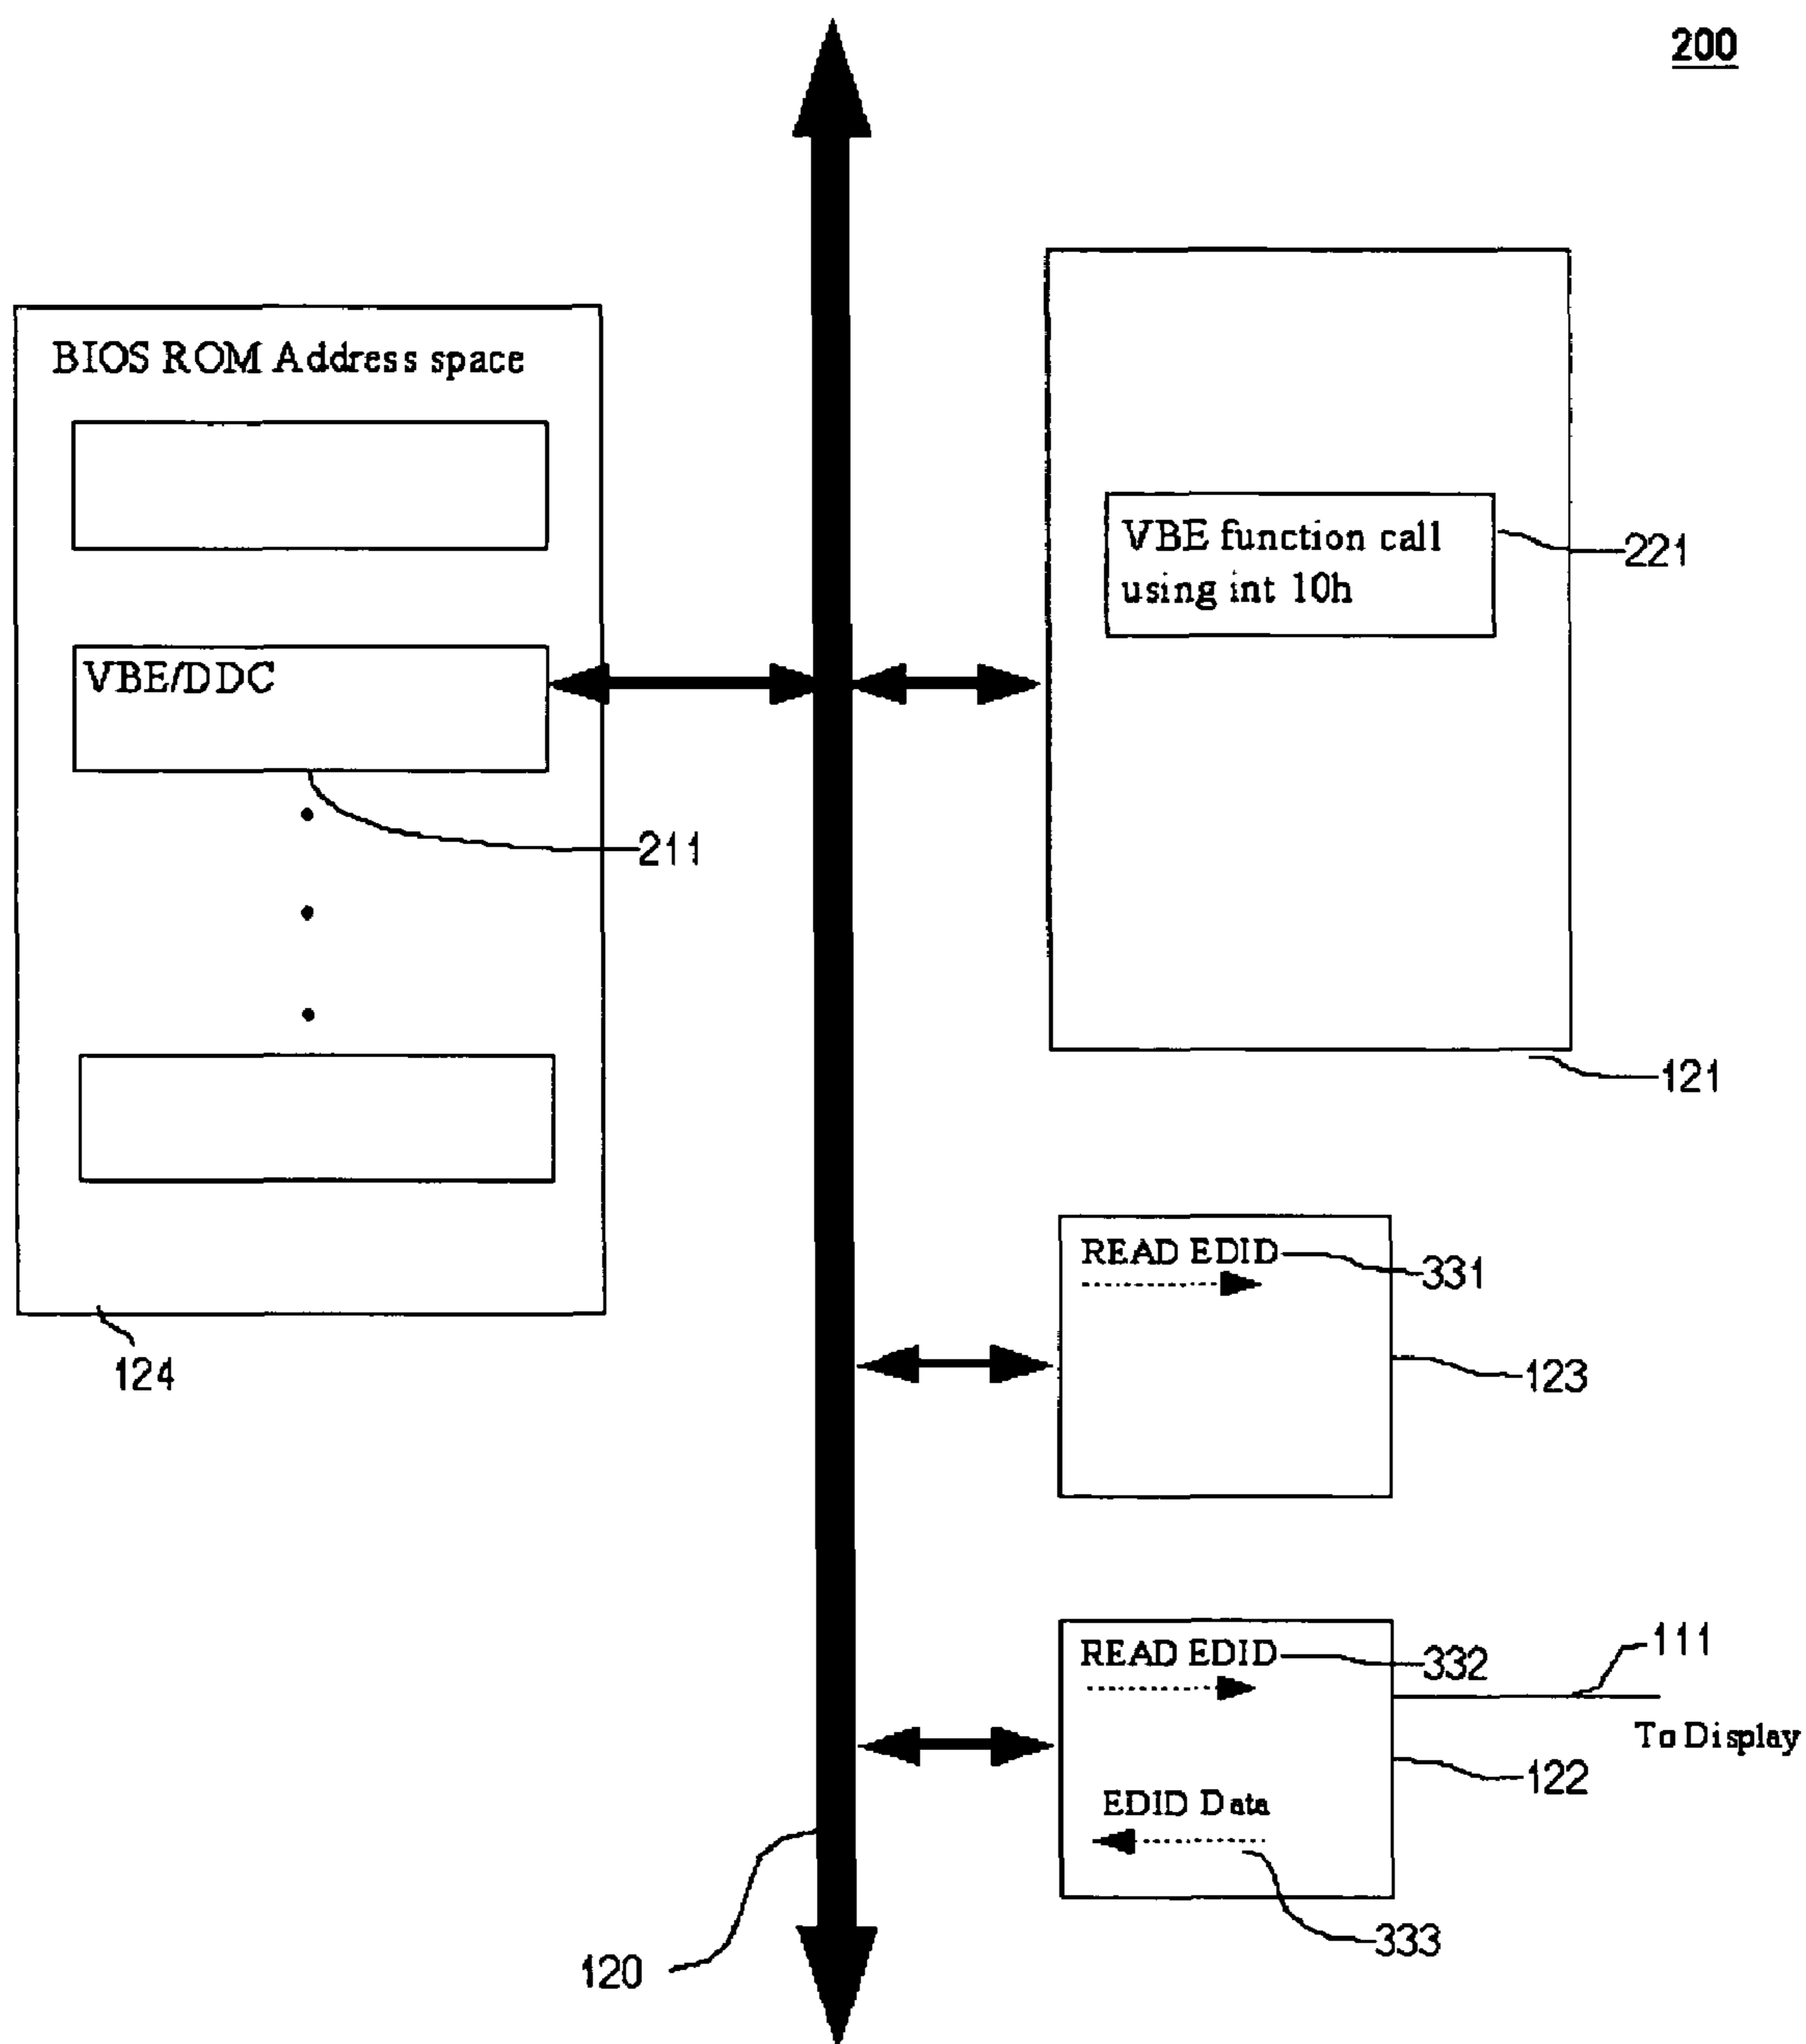 200
BIOS ROM Address space
VBE function call
using int 10h
221
VBE/DDC
211
121
READ EDID
331
124
123
READ EDID
332
111
To Display
122
EDID Data
333
120